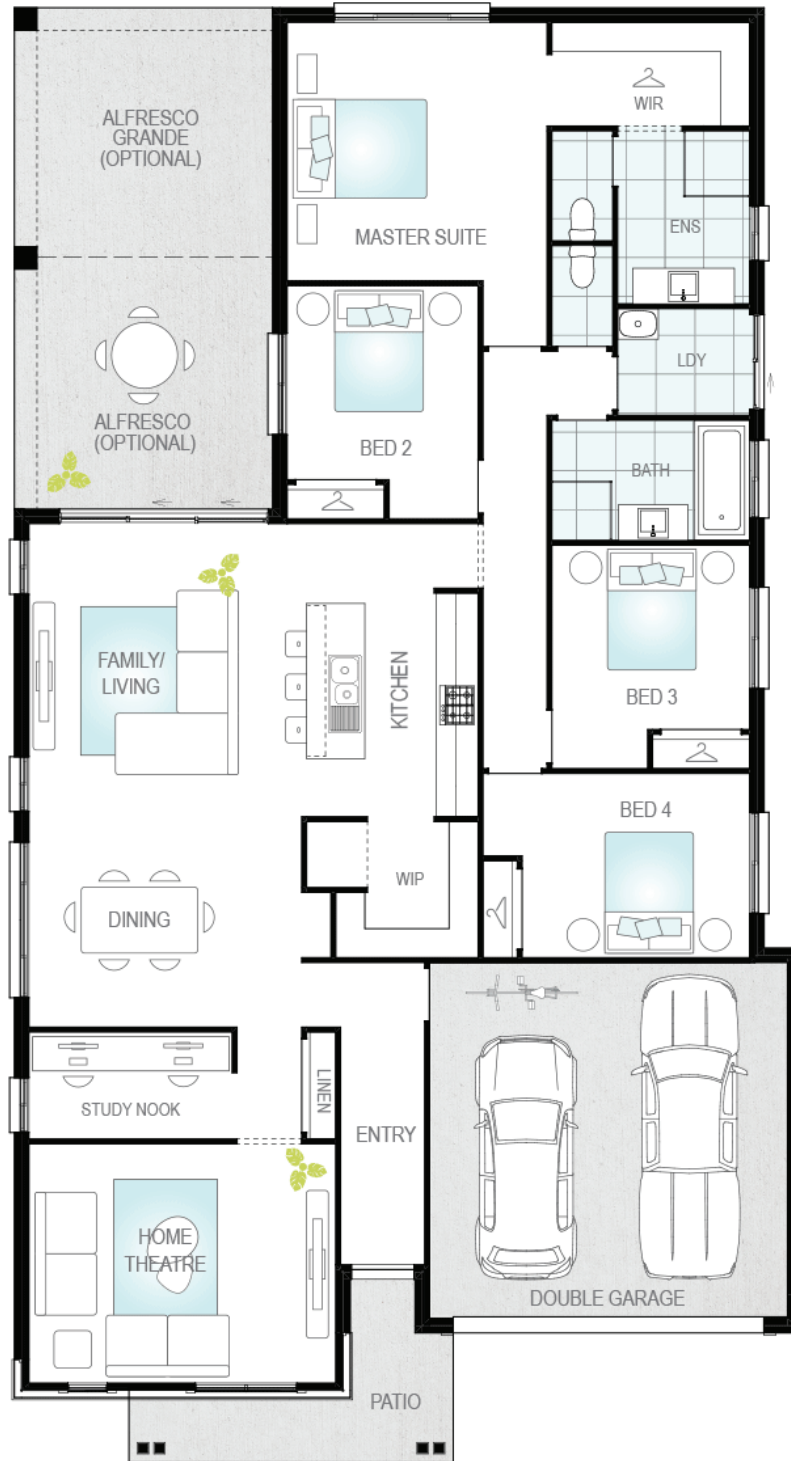 ALFRESCO
GRANDE
(OPTIONAL)
WIR
MASTER SUITE
ENS
ALFRESCO
(OPTIONAL)
BED 2
LDY
BATH
FAMILY/
LIVING
KITCHEN
BED 3
BED 4
WIP
DINING
STUDY NOOK
LINEN
ENTRY
HOME
THEATRE
DOUBLE GARAGE
PATIO